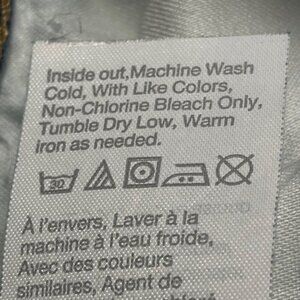 Inside out, Machine Wash
Cold, With Like Colors,
Non-Chlorine Bleach Only,
Tumble Dry Low, Warm
iron as needed.
30
À l'envers, Laver à la
machine à l'eau froide,
Avec des couleurs
similaires, Agent de